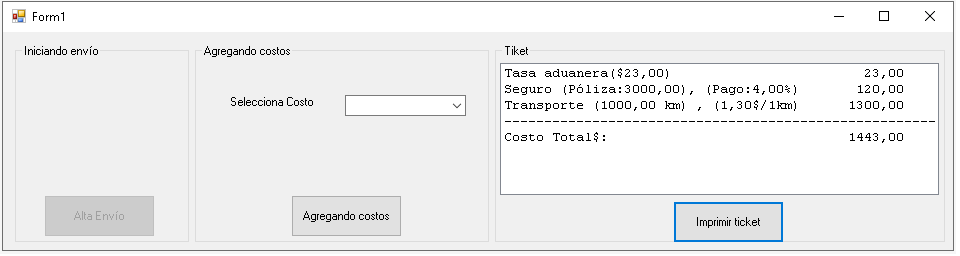 Form1
Iniciando envío
Alta Envío
Agregando costos
Selecciona Costo
Agregando costos
Tiket
Tasa aduanera($23,00) 23,00
Seguro (Póliza:3000,00), (Pago:4,00%) 120,00
Transporte (1000,00 km) , (1,30$/1km) 1300,00
--------------------------------------------------------
Costo Total$: 1443,00
Imprimir ticket